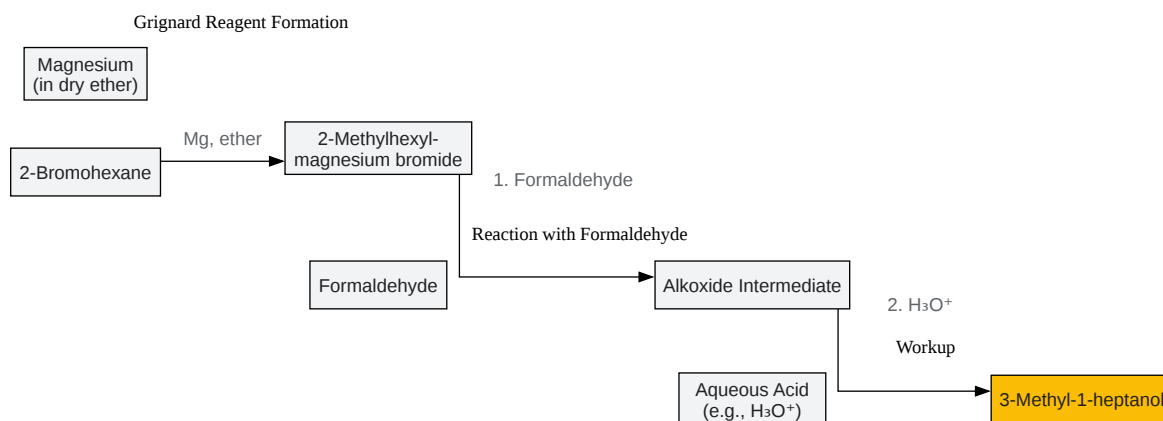 Grignard Reagent Formation
Magnesium
(in dry ether)
Mg, ether
2-Bromohexane
2-Methylhexyl-
magnesium bromide
1. Formaldehyde
Reaction with Formaldehyde
Formaldehyde
Alkoxide Intermediate
2. H₃O⁺
Workup
Aqueous Acid
(e.g., H₃O⁺)
3-Methyl-1-heptanol